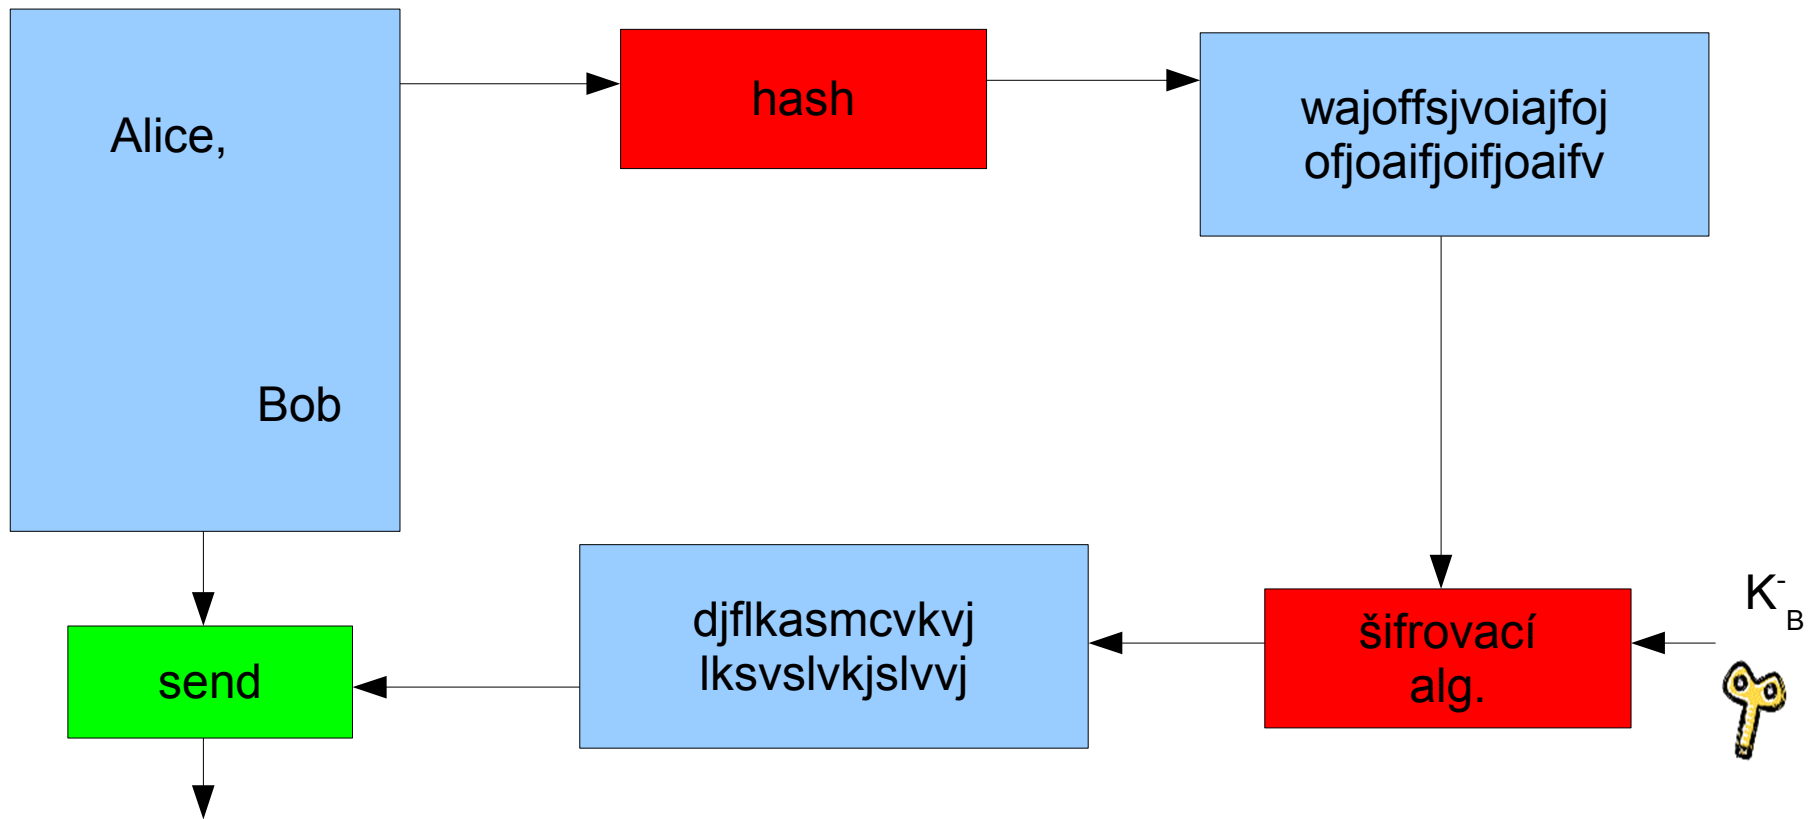 Alice,
Bob
hash
wajoffsjvoiajfoj
ofjoaifjoifjoaifv
send
djflkasmcvkvj
lksvslvkjslvvj
šifrovací
alg.
K⁻B